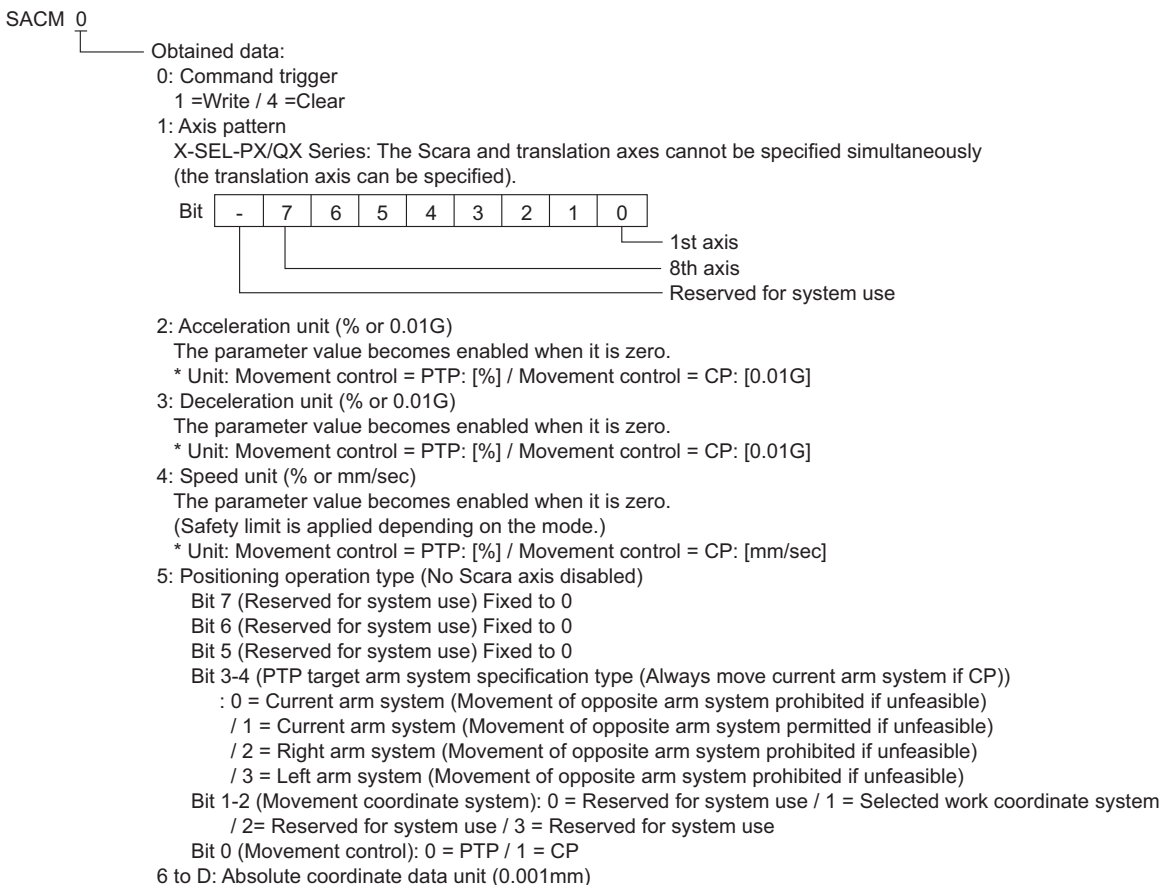 SACM 0
Obtained data:
0: Command trigger
1 =Write / 4 =Clear
1: Axis pattern
X-SEL-PX/QX Series: The Scara and translation axes cannot be specified simultaneously
(the translation axis can be specified).
Bit - 7 6 5 4 3 2 1 0
1st axis
8th axis
Reserved for system use
2: Acceleration unit (% or 0.01G)
The parameter value becomes enabled when it is zero.
* Unit: Movement control = PTP: [%] / Movement control = CP: [0.01G]
3: Deceleration unit (% or 0.01G)
The parameter value becomes enabled when it is zero.
* Unit: Movement control = PTP: [%] / Movement control = CP: [0.01G]
4: Speed unit (% or mm/sec)
The parameter value becomes enabled when it is zero.
(Safety limit is applied depending on the mode.)
* Unit: Movement control = PTP: [%] / Movement control = CP: [mm/sec]
5: Positioning operation type (No Scara axis disabled)
Bit 7 (Reserved for system use) Fixed to 0
Bit 6 (Reserved for system use) Fixed to 0
Bit 5 (Reserved for system use) Fixed to 0
Bit 3-4 (PTP target arm system specification type (Always move current arm system if CP))
: 0 = Current arm system (Movement of opposite arm system prohibited if unfeasible)
/ 1 = Current arm system (Movement of opposite arm system permitted if unfeasible)
/ 2 = Right arm system (Movement of opposite arm system prohibited if unfeasible)
/ 3 = Left arm system (Movement of opposite arm system prohibited if unfeasible)
Bit 1-2 (Movement coordinate system): 0 = Reserved for system use / 1 = Selected work coordinate system
/ 2= Reserved for system use / 3 = Reserved for system use
Bit 0 (Movement control): 0 = PTP / 1 = CP
6 to D: Absolute coordinate data unit (0.001mm)